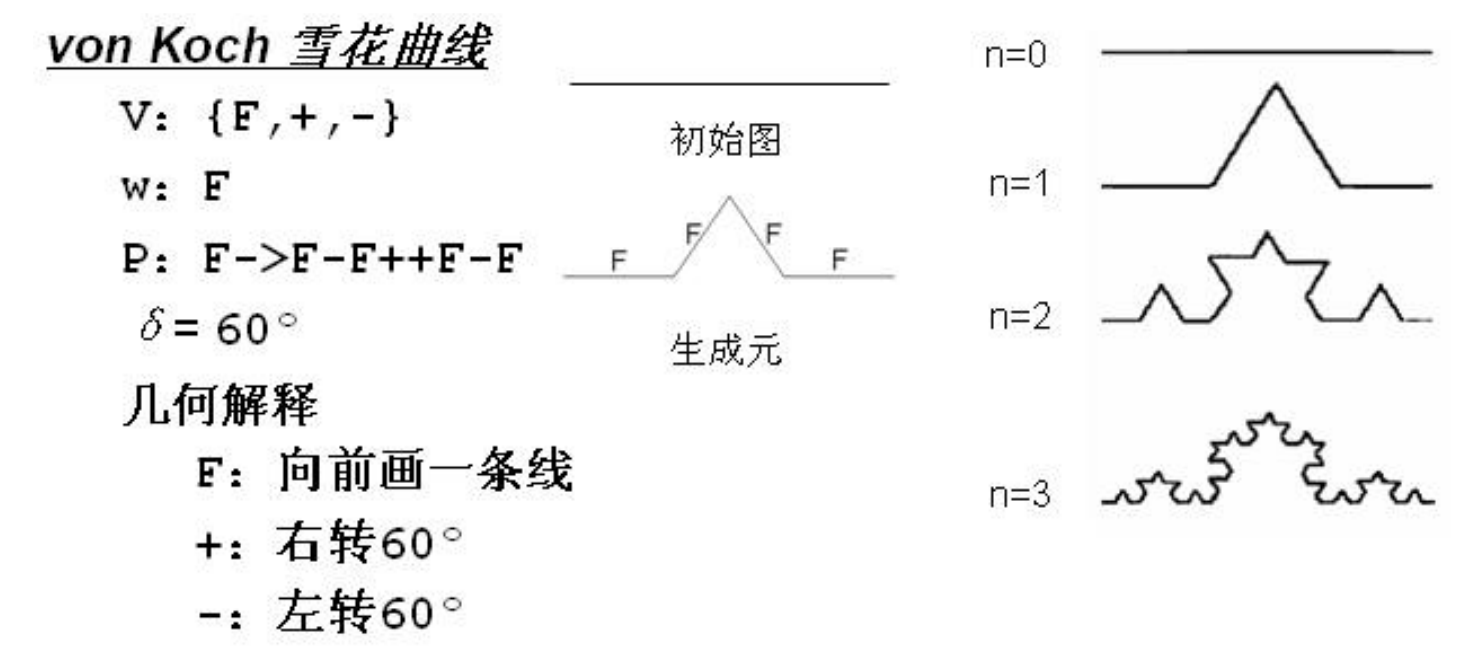 von Koch 雪花曲线
V: {F,+,-}
w: F
P: F->F-F++F-F
δ= 60°
几何解释
F: 向前画一条线
+: 右转60°
-: 左转60°
初始图
F
F
F
F
生成元
n=0
n=1
n=2
n=3